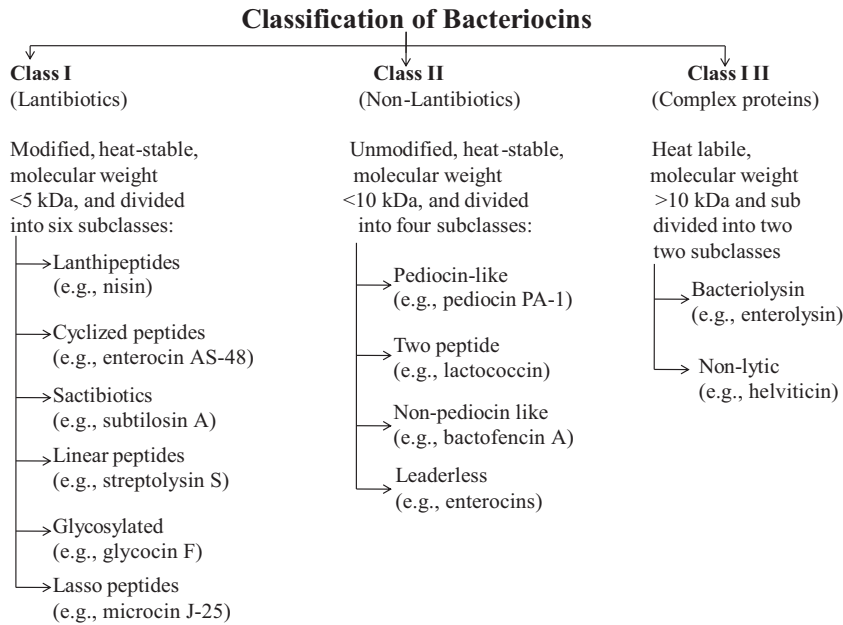 Classification of Bacteriocins
Class I
(Lantibiotics)
Modified, heat-stable,
molecular weight
<5 kDa, and divided
into six subclasses:
Lanthipeptides
(e.g., nisin)
Cyclized peptides
(e.g., enterocin AS-48)
Sactibiotics
(e.g., subtilosin A)
Linear peptides
(e.g., streptolysin S)
Glycosylated
(e.g., glycocin F)
Lasso peptides
(e.g., microcin J-25)
Class II
(Non-Lantibiotics)
Unmodified, heat-stable,
molecular weight
<10 kDa, and divided
into four subclasses:
Pediocin-like
(e.g., pediocin PA-1)
Two peptide
(e.g., lactococcin)
Non-pediocin like
(e.g., bactofencin A)
Leaderless
(e.g., enterocins)
Class I II
(Complex proteins)
Heat labile,
molecular weight
>10 kDa and sub
divided into two
two subclasses
Bacteriolysin
(e.g., enterolysin)
Non-lytic
(e.g., helviticin)